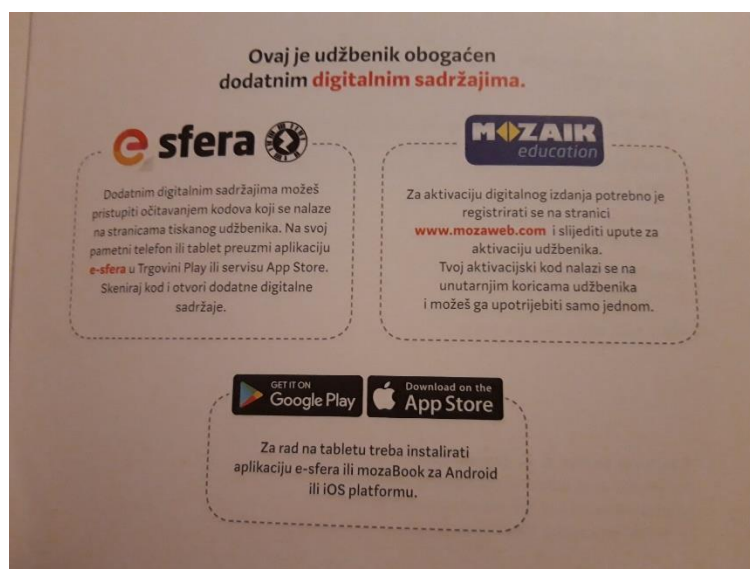 Ovaj je udžbenik obogaćen
dodatnim digitalnim sadržajima.
e sfera
Dodatnim digitalnim sadržajima možeš
pristupiti očitavanjem kodova koji se nalaze
na stranicama tiskanog udžbenika. Na svoj
pametni telefon ili tablet preuzmi aplikaciju
e-sfera u Trgovini Play ili servisu App Store.
Skeniraj kod i otvori dodatne digitalne
sadržaje.
MOZAIK
education
Za aktivaciju digitalnog izdanja potrebno je
registrirati se na stranici
www.mozaweb.com i slijediti upute za
aktivaciju udžbenika.
Tvoj aktivacijski kod nalazi se na
unutarnjim koricama udžbenika
i možeš ga upotrijebiti samo jednom.
GET IT ON
Google Play
Download on the
App Store
Za rad na tabletu treba instalirati
aplikaciju e-sfera ili mozaBook za Android
ili iOS platformu.